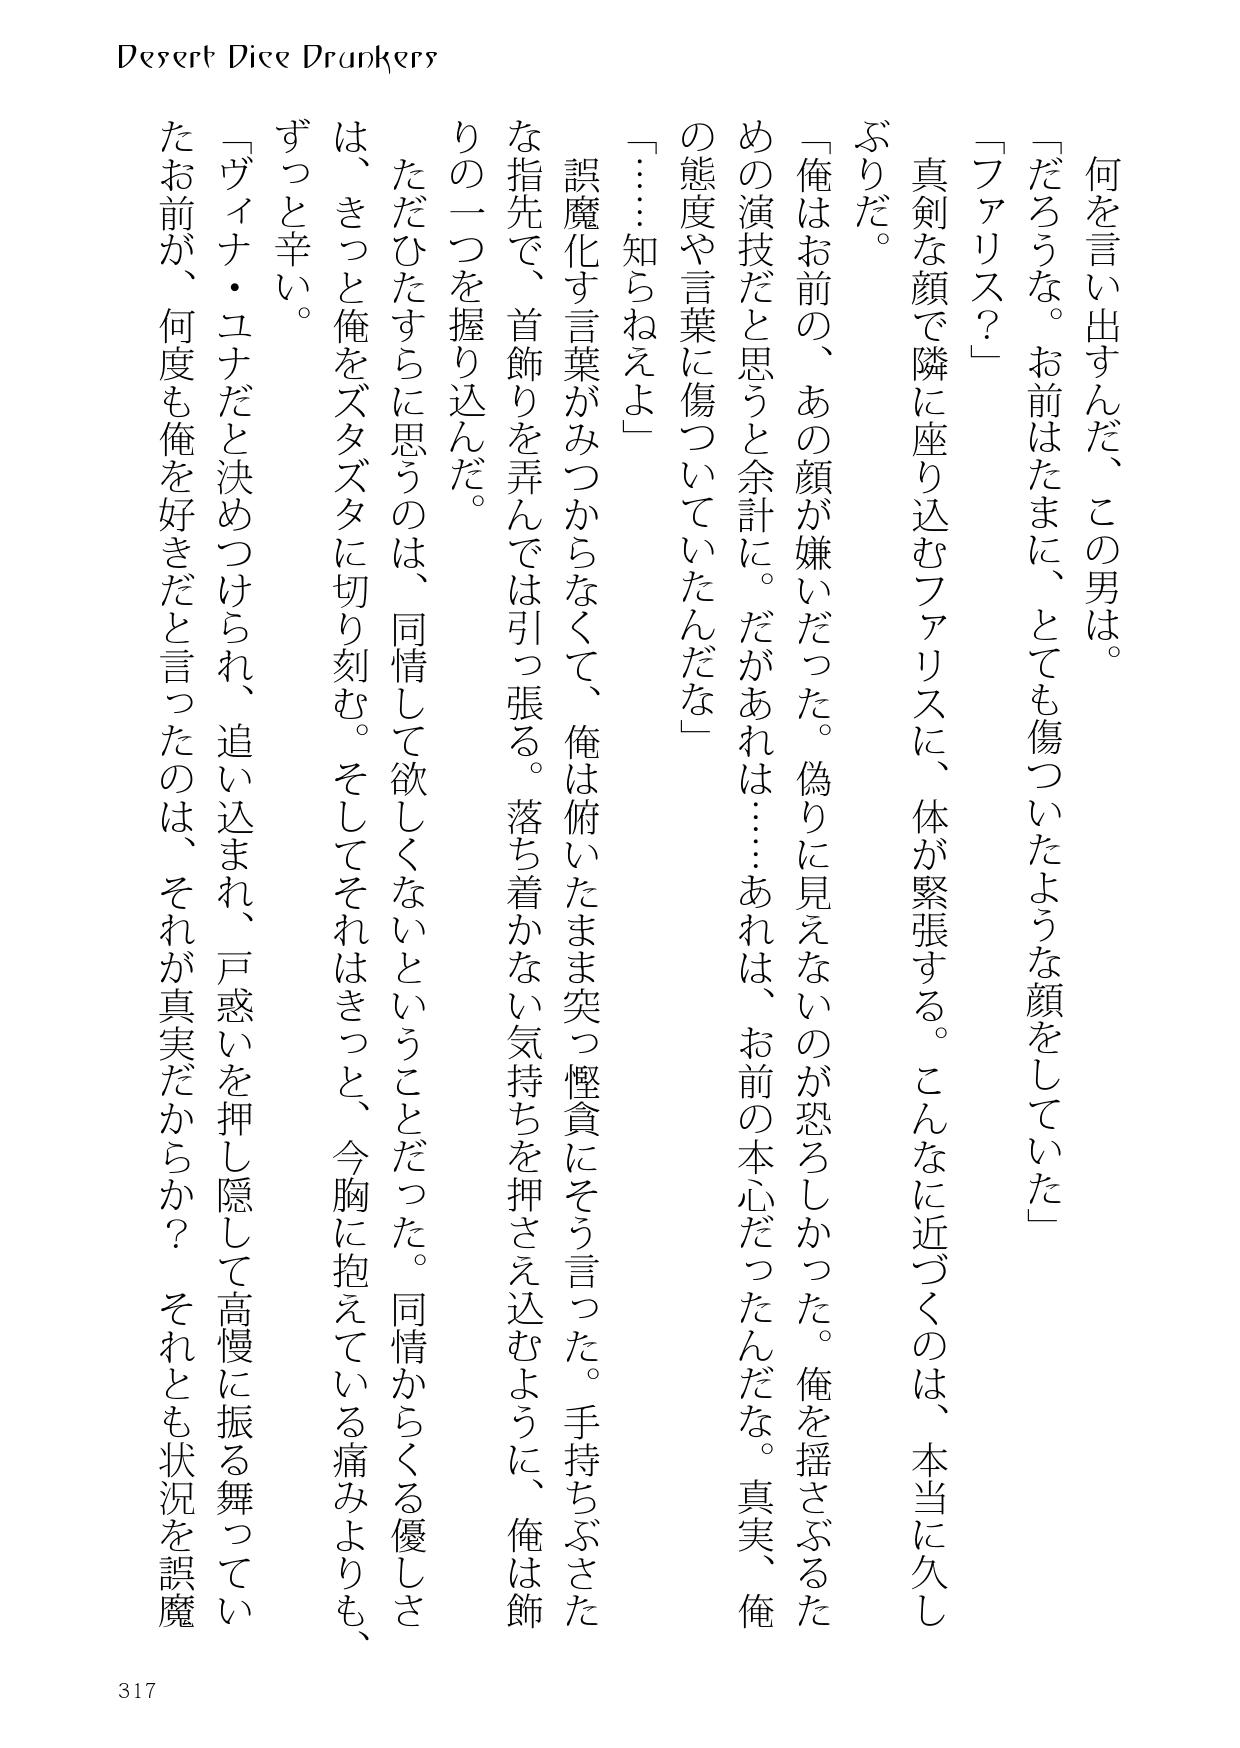 Desert Dice Drunkers
　何を言い出すんだ、この男は。
「だろうな。お前はたまに、とても傷ついたような顔をしていた」
「ファリス？」
　真剣な顔で隣に座り込むファリスに、体が緊張する。こんなに近づくのは、本当に久し
ぶりだ。
「俺はお前の、あの顔が嫌いだった。偽りに見えないのが恐ろしかった。俺を揺さぶるた
めの演技だと思うと余計に。だがあれは……あれは、お前の本心だったんだな。真実、俺
の態度や言葉に傷ついていたんだな」
「……知らねえよ」
　誤魔化す言葉がみつからなくて、俺は俯いたまま突っ慳貪にそう言った。手持ちぶさた
な指先で、首飾りを弄んでは引っ張る。落ち着かない気持ちを押さえ込むように、俺は飾
りの一つを握り込んだ。
　ただひたすらに思うのは、同情して欲しくないということだった。同情からくる優しさ
は、きっと俺をズタズタに切り刻む。そしてそれはきっと、今胸に抱えている痛みよりも、
ずっと辛い。
「ヴィナ・ユナだと決めつけられ、追い込まれ、戸惑いを押し隠して高慢に振る舞ってい
たお前が、何度も俺を好きだと言ったのは、それが真実だからか？　それとも状況を誤魔
317